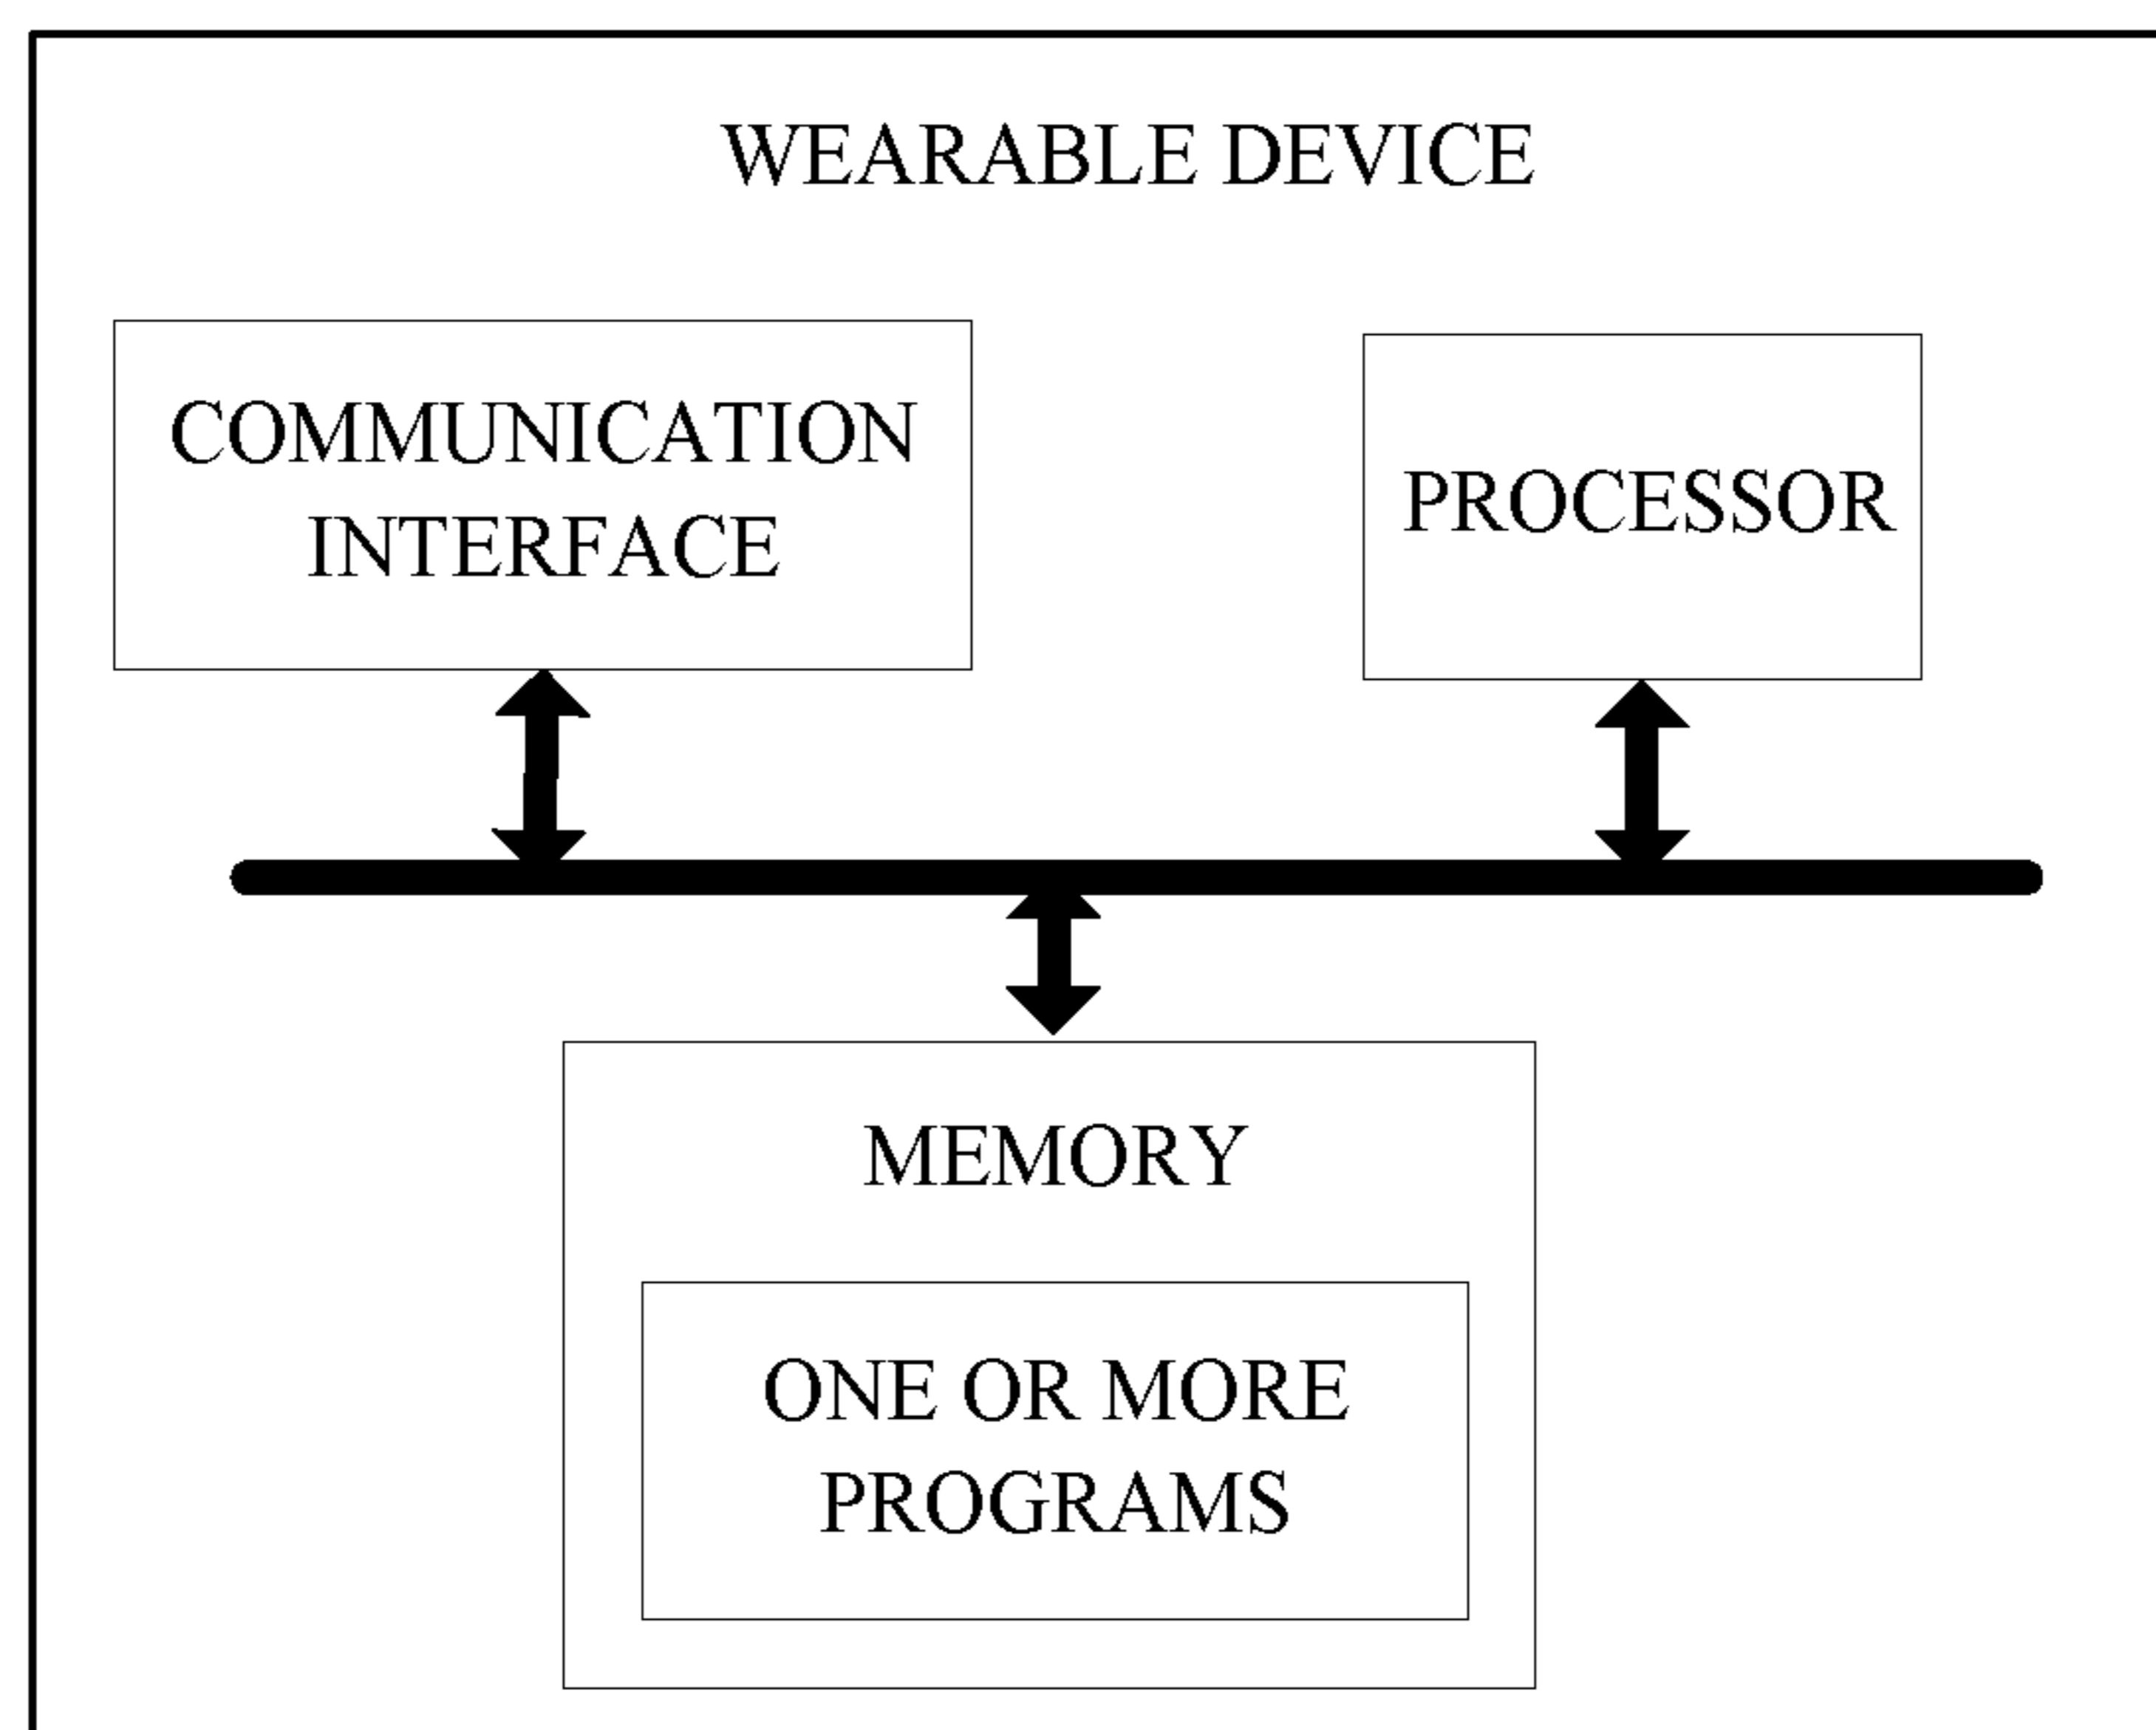 WEARABLE DEVICE
COMMUNICATION
INTERFACE
PROCESSOR
MEMORY
ONE OR MORE
PROGRAMS